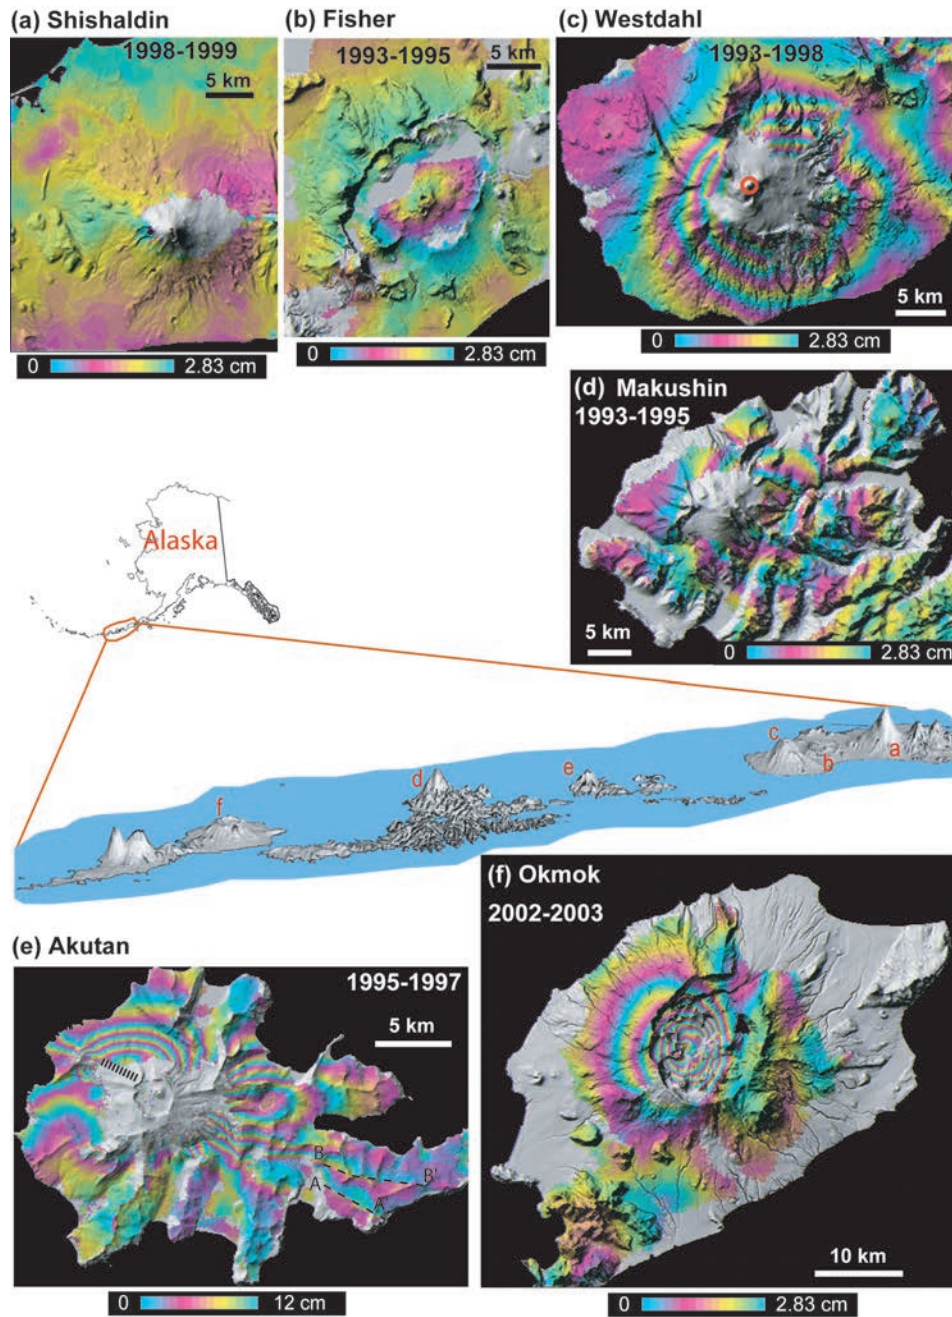 (a) Shishaldin
1998-1999
5 km
0 2.83 cm
(b) Fisher
1993-1995
5 km
0 2.83 cm
(c) Westdahl
1993-1998
5 km
0 2.83 cm
(d) Makushin
1993-1995
5 km
0 2.83 cm
Alaska
a
b
c
d
e
f
(e) Akutan
1995-1997
5 km
B
B'
A
A'
0 12 cm
(f) Okmok
2002-2003
10 km
0 2.83 cm